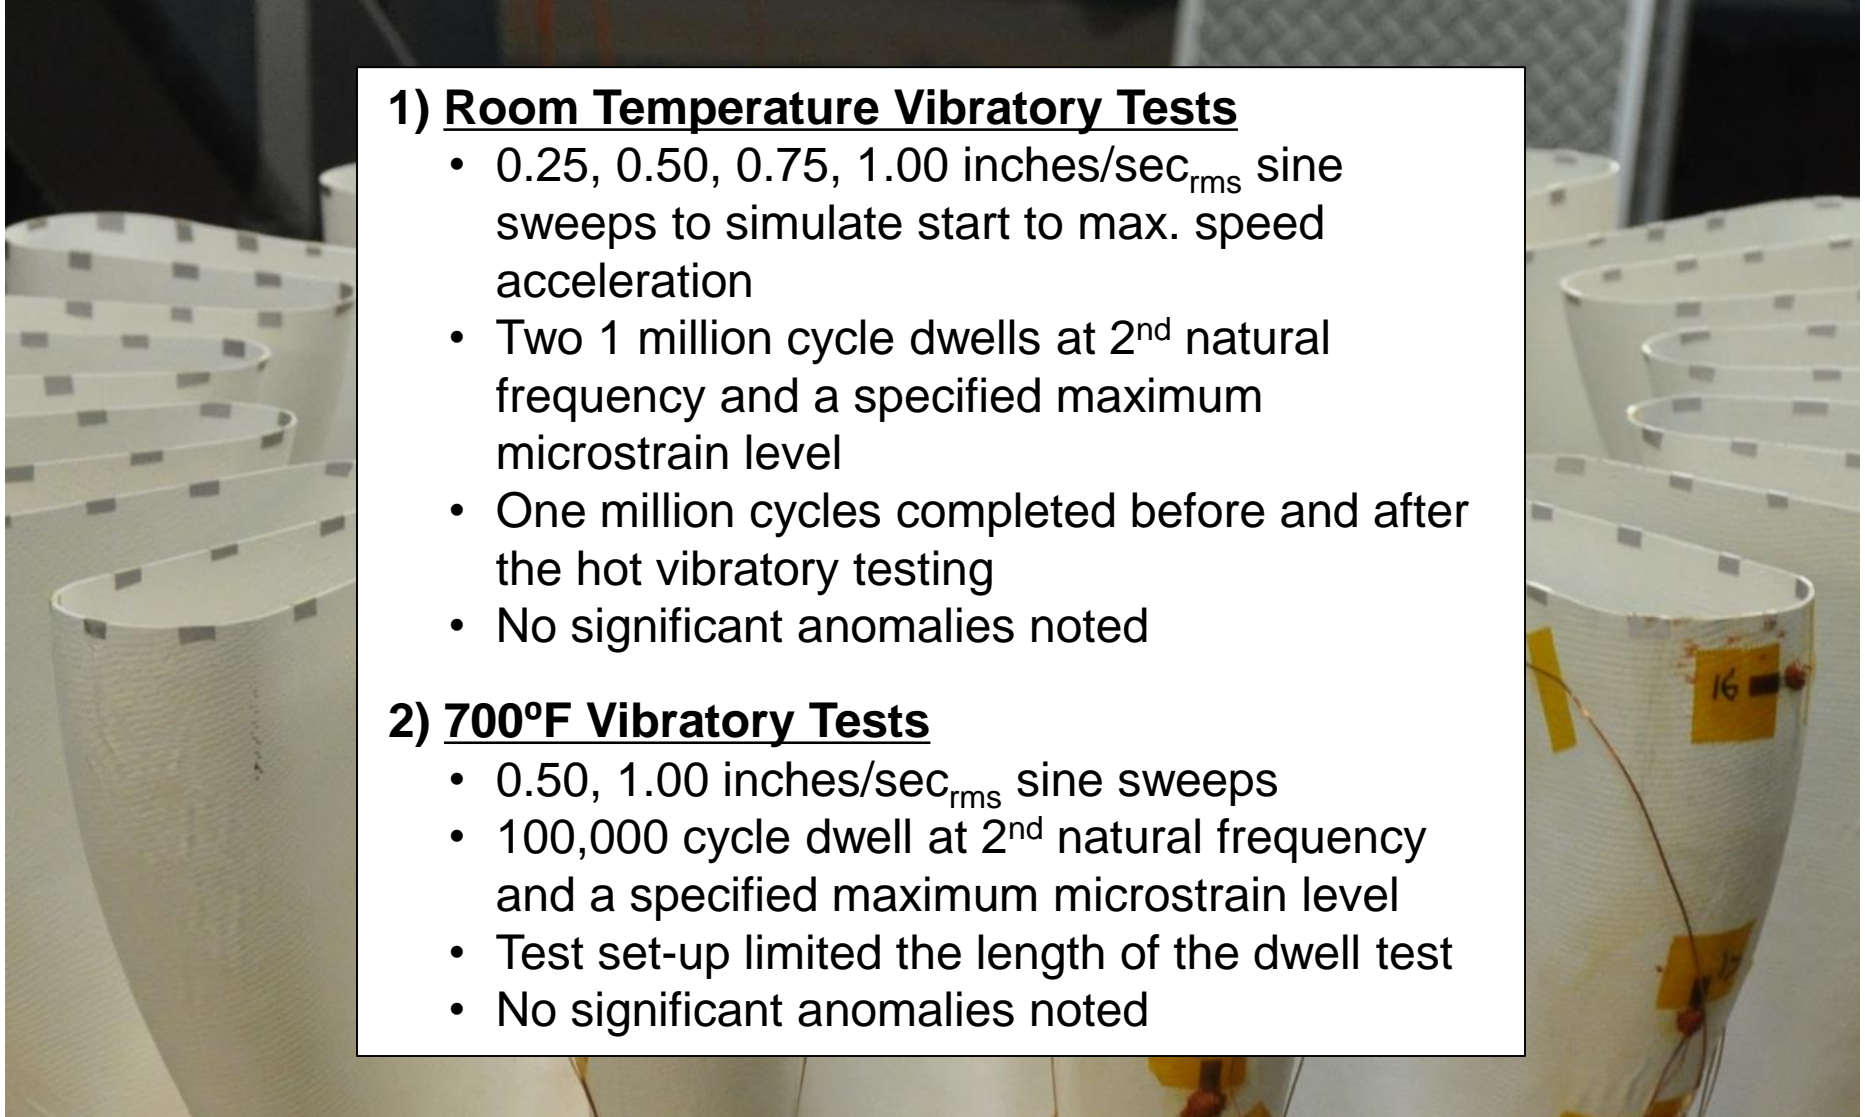 1) Room Temperature Vibratory Tests
• 0.25, 0.50, 0.75, 1.00 inches/secrms sine
sweeps to simulate start to max. speed
acceleration
• Two 1 million cycle dwells at 2nd natural
frequency and a specified maximum
microstrain level
• One million cycles completed before and after
the hot vibratory testing
• No significant anomalies noted
2) 700ºF Vibratory Tests
• 0.50, 1.00 inches/secrms sine sweeps
• 100,000 cycle dwell at 2nd natural frequency
and a specified maximum microstrain level
• Test set-up limited the length of the dwell test
• No significant anomalies noted
16